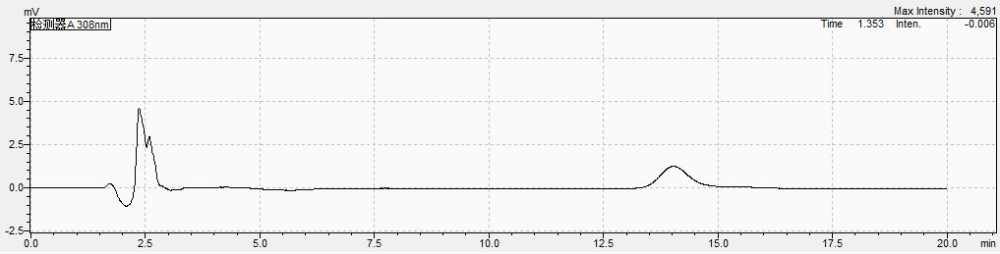 mV
Max Intensity : 4,591
检测器A 308nm
Time 1.353 Inten. -0.006
7.5
5.0
2.5
0.0
-2.5
0.0 2.5 5.0 7.5 10.0 12.5 15.0 17.5 20.0 min